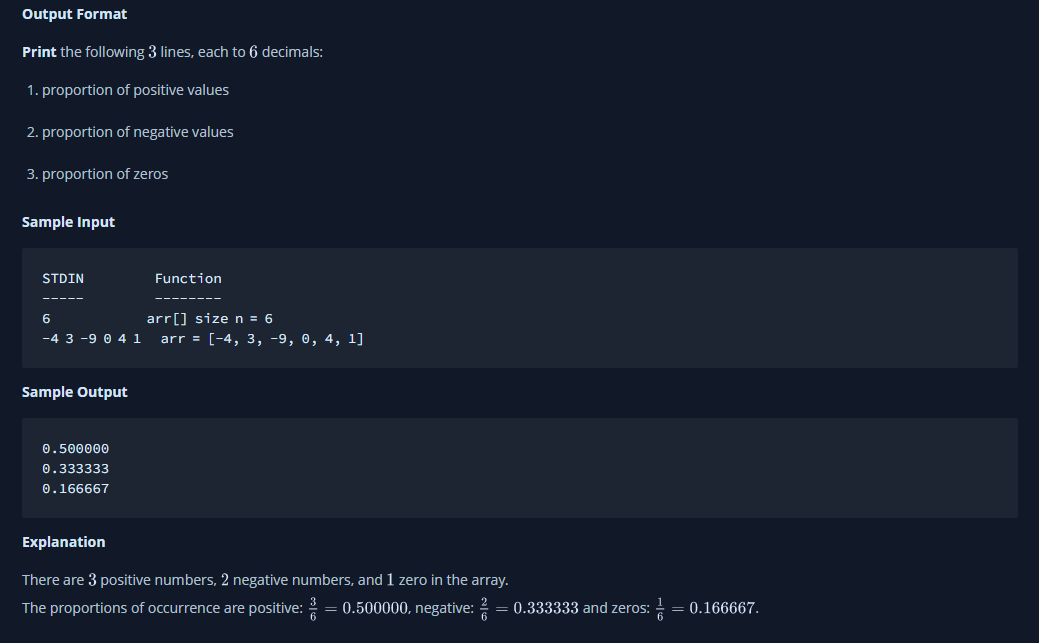 Output Format
Print the following 3 lines, each to 6 decimals:
1. proportion of positive values
2. proportion of negative values
3. proportion of zeros
Sample Input
STDIN         Function
-----         --------
6            arr[] size n = 6
-4 3 -9 0 4 1  arr = [-4, 3, -9, 0, 4, 1]
Sample Output
0.500000
0.333333
0.166667
Explanation
There are 3 positive numbers, 2 negative numbers, and 1 zero in the array.
The proportions of occurrence are positive: 3/6 = 0.500000, negative: 2/6 = 0.333333 and zeros: 1/6 = 0.166667.